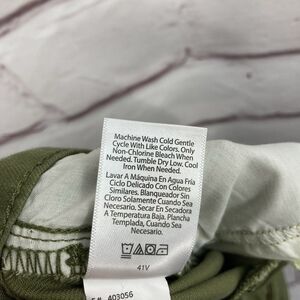 Machine Wash Cold Gentle
Cycle With Like Colors. Only
Non-Chlorine Bleach When
Needed. Tumble Dry Low. Cool
Iron When Needed.
Lavar A Máquina En Agua Fría
Ciclo Delicado Con Colores
Similares. Blanqueador Sin
Cloro Solamente Cuando Sea
Necesario. Secar En Secadora
A Temperatura Baja. Plancha
Templada, Cuando Sea
Necesario.
41V
403056